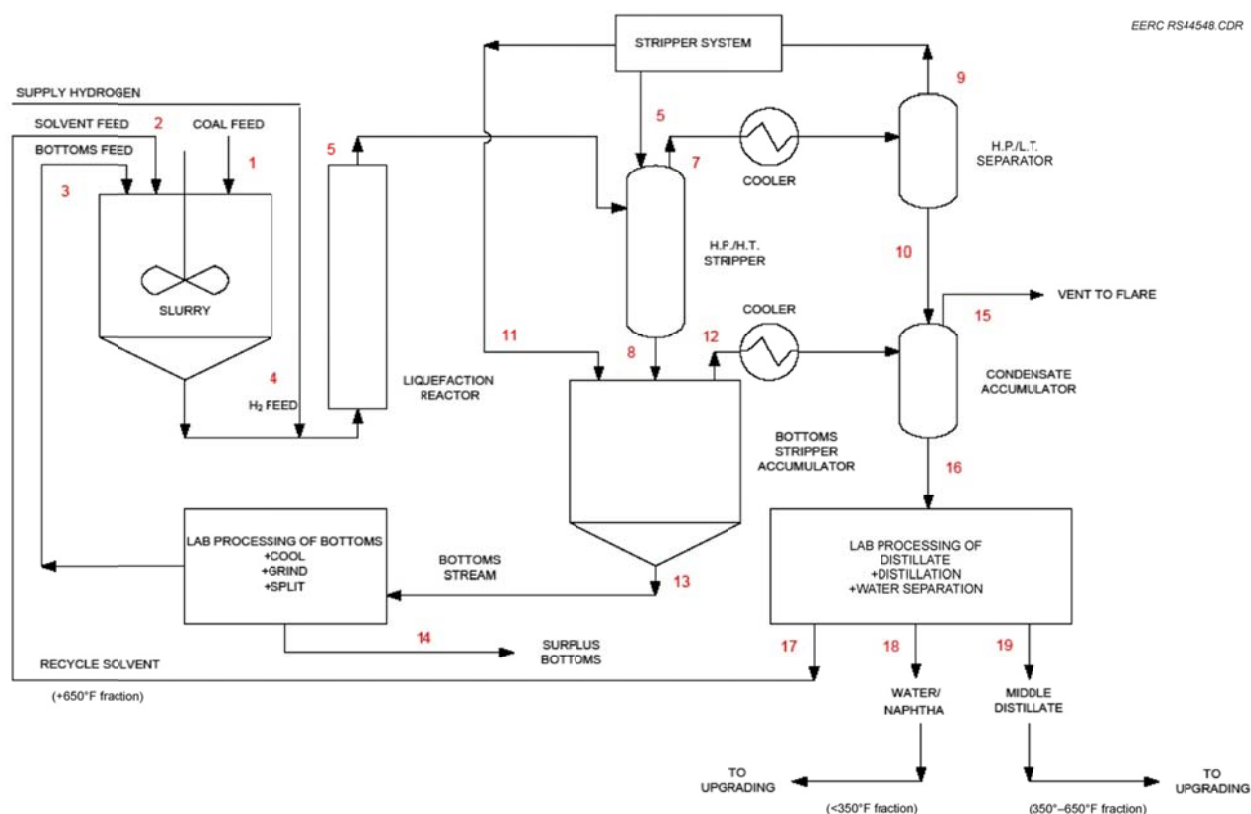 EERC RS44548.CDR
STRIPPER SYSTEM
SUPPLY HYDROGEN
SOLVENT FEED
2
COAL FEED
BOTTOMS FEED
1
3
5
5
7
9
COOLER
H.P./L.T.
SEPARATOR
SLURRY
H.P./H.T.
STRIPPER
10
VENT TO FLARE
15
COOLER
11
8
12
4
H₂ FEED
LIQUEFACTION
REACTOR
CONDENSATE
ACCUMULATOR
BOTTOMS
STRIPPER
ACCUMULATOR
16
LAB PROCESSING OF BOTTOMS
+COOL
+GRIND
+SPLIT
BOTTOMS
STREAM
13
LAB PROCESSING OF
DISTILLATE
+DISTILLATION
+WATER SEPARATION
14
SURPLUS
BOTTOMS
17
18
19
RECYCLE SOLVENT
(+650°F fraction)
WATER/
NAPHTHA
MIDDLE
DISTILLATE
TO
UPGRADING
(<350°F fraction)
(350°–650°F fraction)
TO
UPGRADING